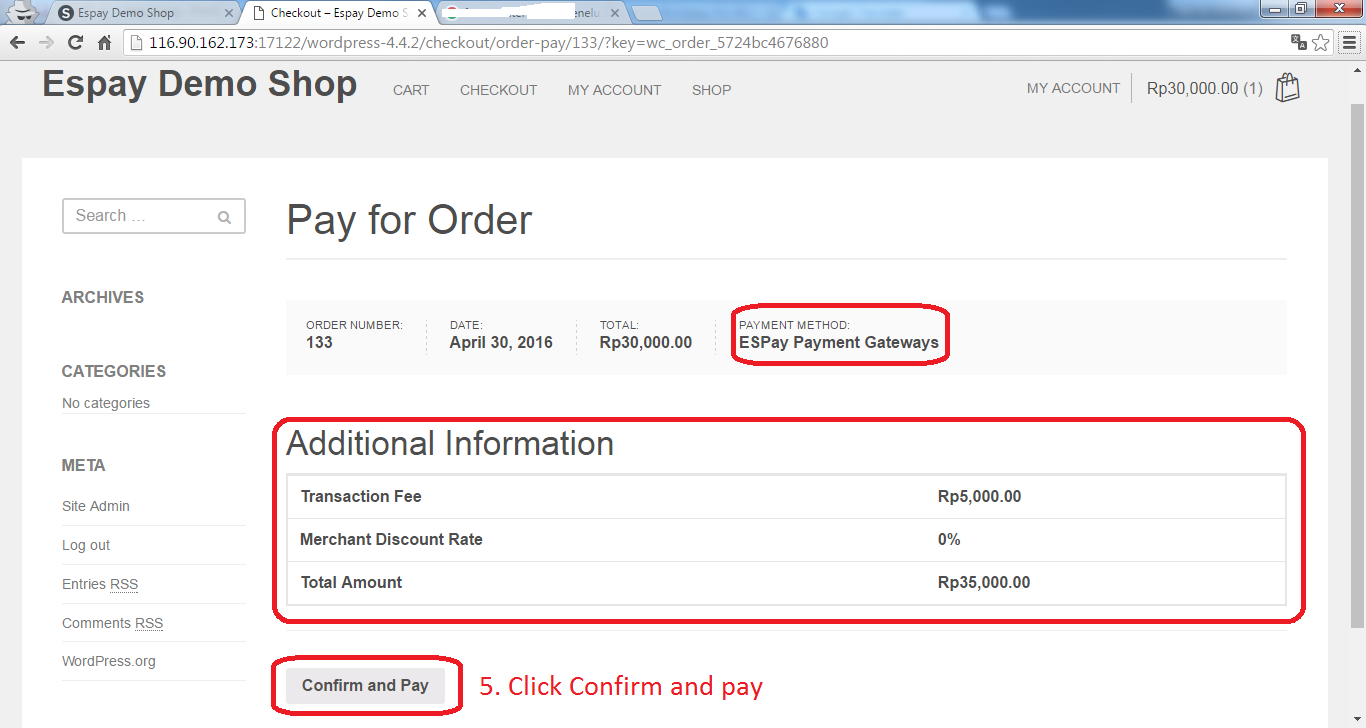 Espay Demo Shop
Checkout – Espay Demo S
enelu
116.90.162.173:17122/wordpress-4.4.2/checkout/order-pay/133/?key=wc_order_5724bc4676880
Espay Demo Shop
CART
CHECKOUT
MY ACCOUNT
SHOP
MY ACCOUNT
Rp30,000.00 (1)
Search ...
ARCHIVES
CATEGORIES
No categories
META
Site Admin
Log out
Entries RSS
Comments RSS
WordPress.org
Pay for Order
ORDER NUMBER:
133
DATE:
April 30, 2016
TOTAL:
Rp30,000.00
PAYMENT METHOD:
ESPay Payment Gateways
Additional Information
Transaction Fee Rp5,000.00
Merchant Discount Rate 0%
Total Amount Rp35,000.00
Confirm and Pay
5. Click Confirm and pay